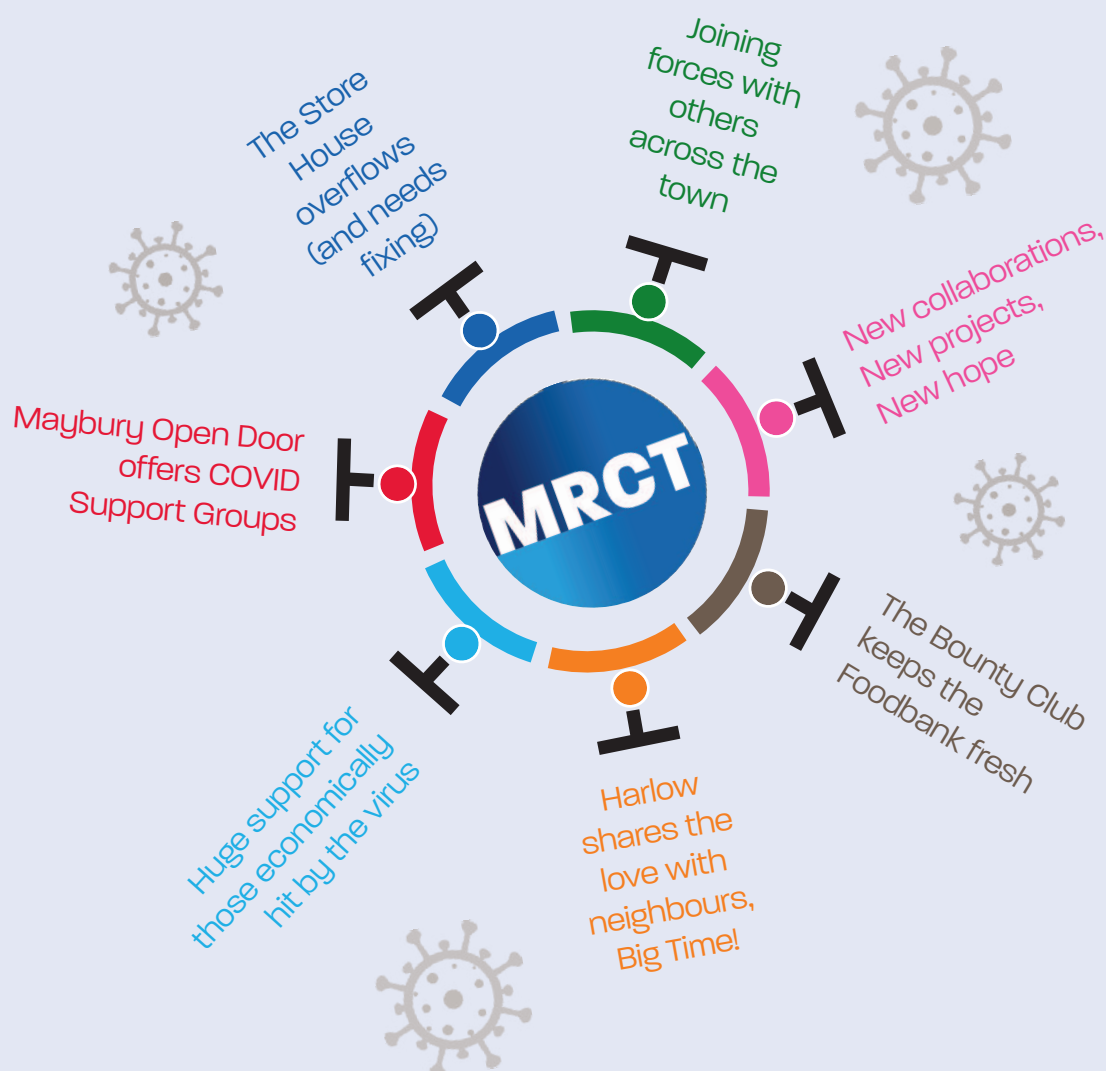 Joining
forces with
others
across the
town
The Store
House
overflows
(and needs
fixing)
New collaborations,
New projects,
New hope
Maybury Open Door
offers COVID
Support Groups
MRCT
The Bounty Club
keeps the
Foodbank fresh
Huge support for
those economically
hit by the virus
Harlow
shares the
love with
neighbours,
Big Time!